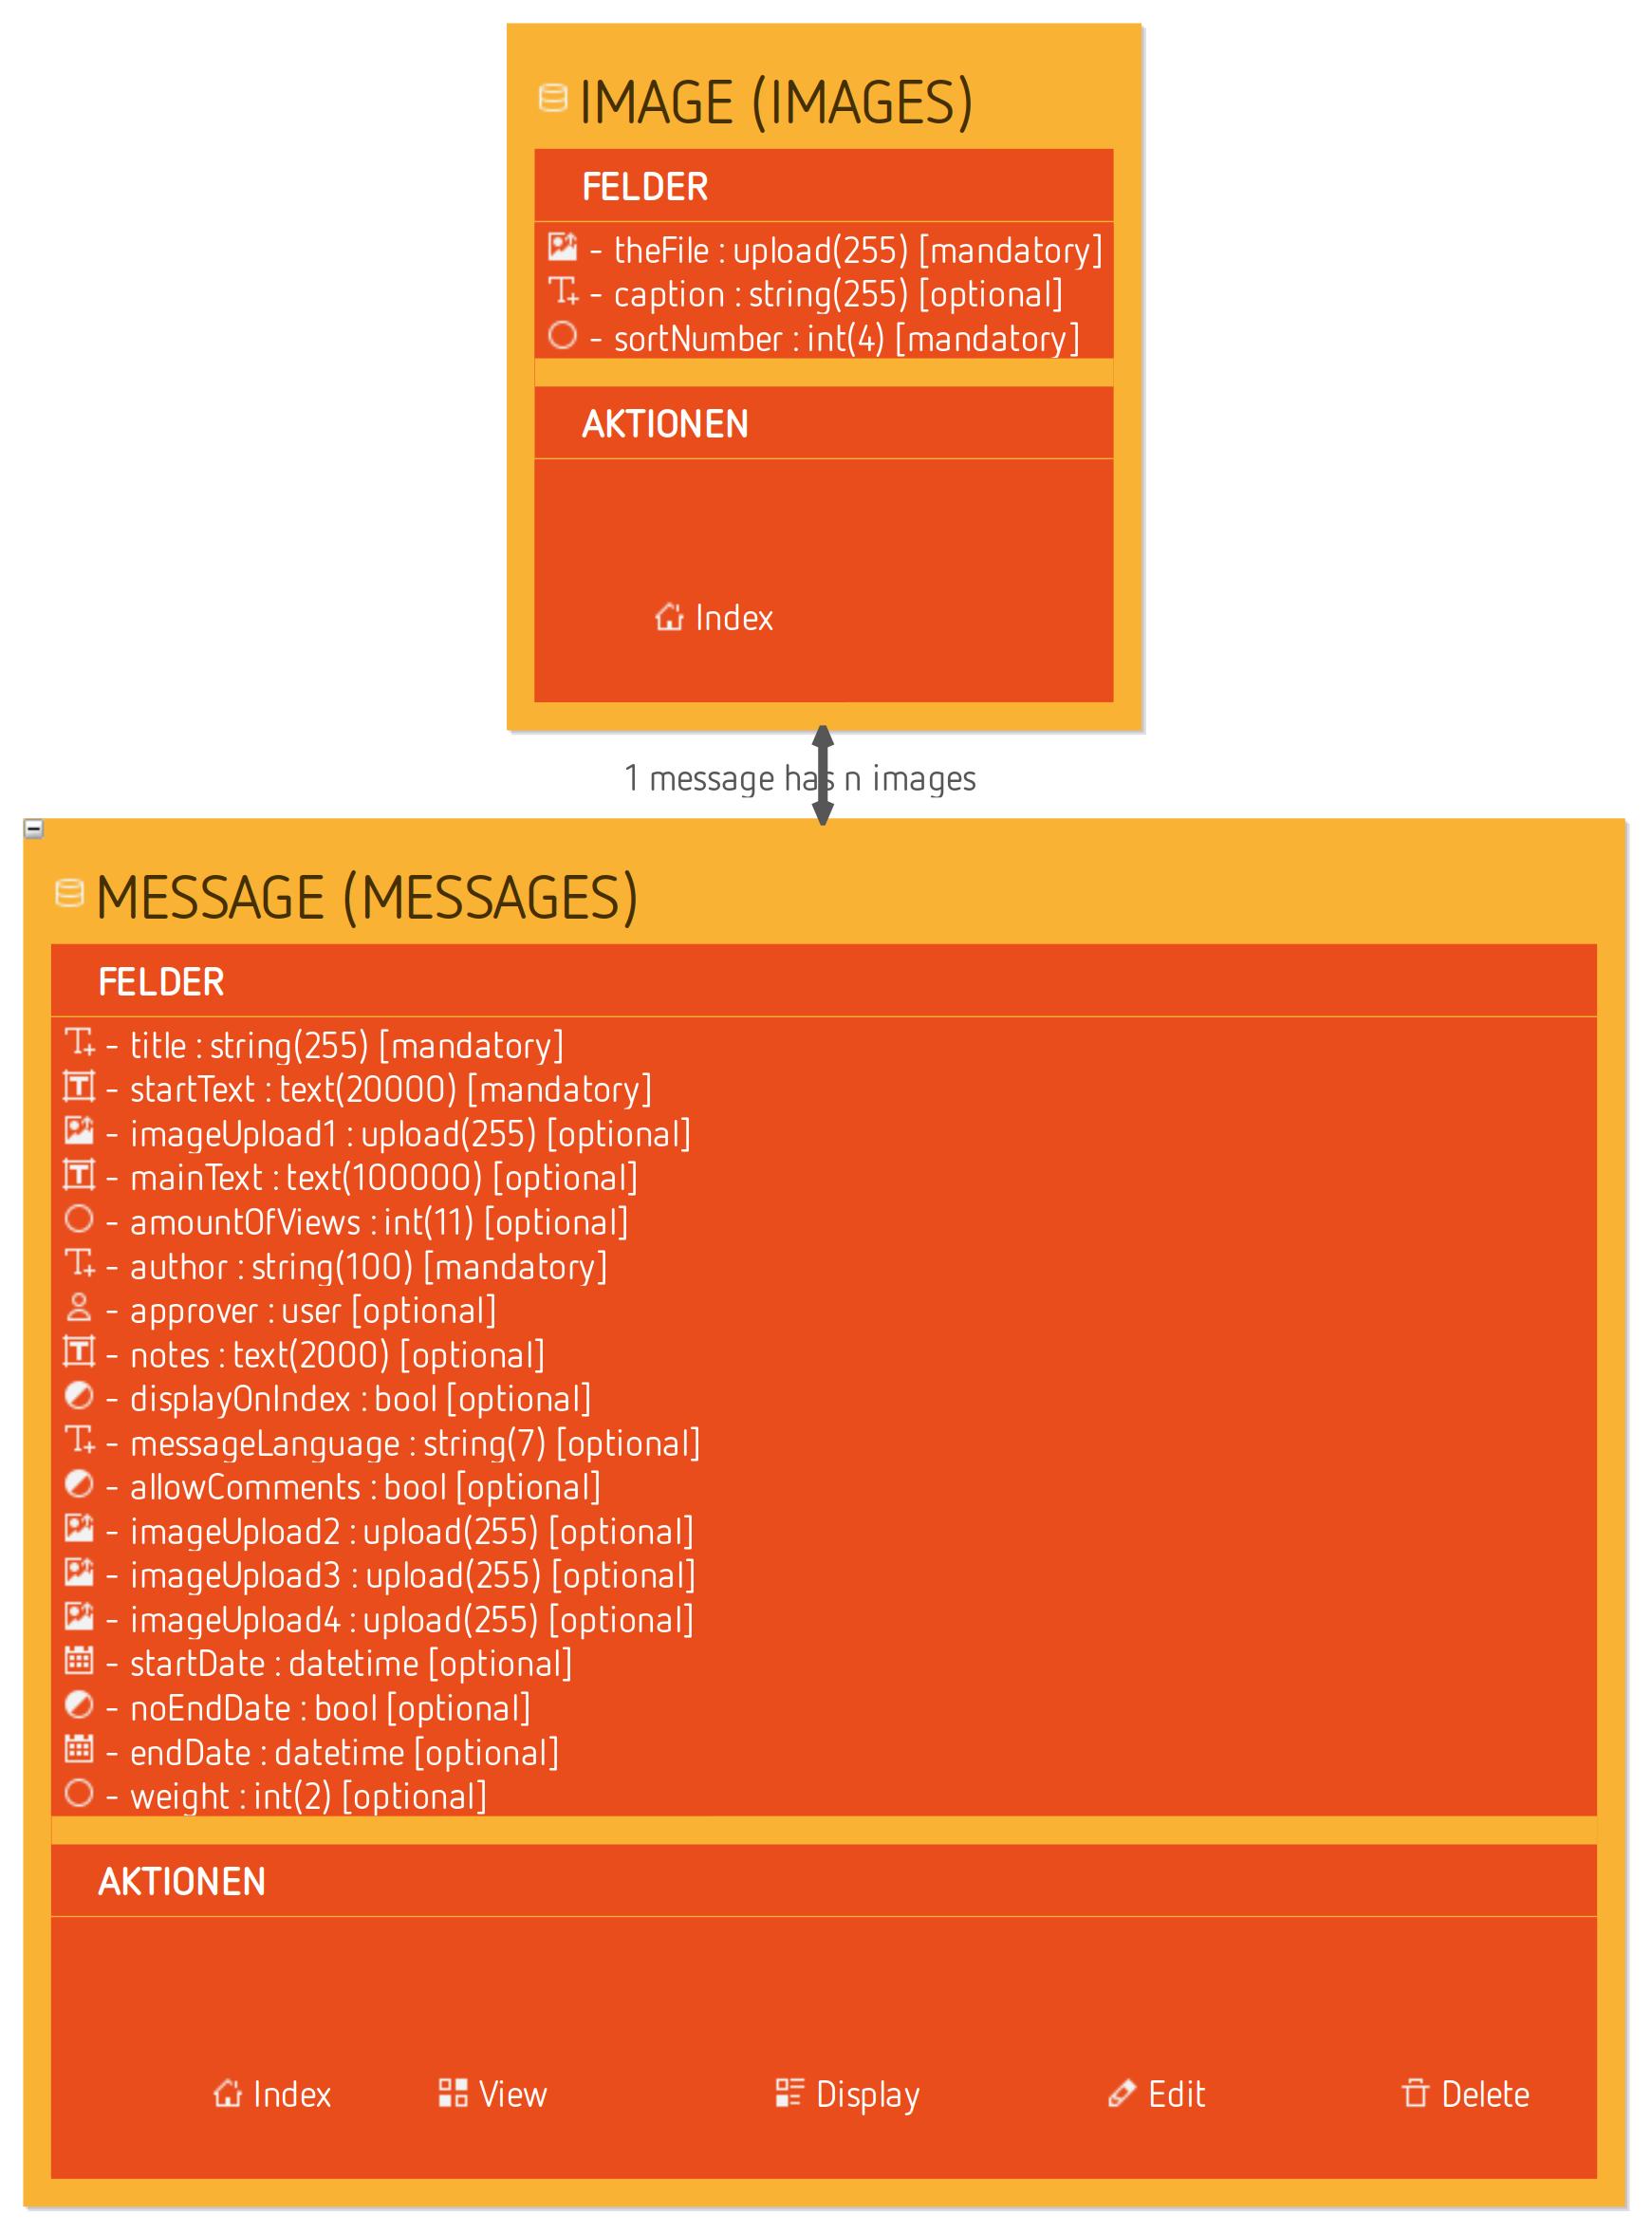 IMAGE (IMAGES)
FELDER
- theFile : upload(255) [mandatory]
- caption : string(255) [optional]
- sortNumber : int(4) [mandatory]
AKTIONEN
Index
1 message has n images
MESSAGE (MESSAGES)
FELDER
- title : string(255) [mandatory]
- startText : text(20000) [mandatory]
- imageUpload1 : upload(255) [optional]
- mainText : text(100000) [optional]
- amountOfViews : int(11) [optional]
- author : string(100) [mandatory]
- approver : user [optional]
- notes : text(2000) [optional]
- displayOnIndex : bool [optional]
- messageLanguage : string(7) [optional]
- allowComments : bool [optional]
- imageUpload2 : upload(255) [optional]
- imageUpload3 : upload(255) [optional]
- imageUpload4 : upload(255) [optional]
- startDate : datetime [optional]
- noEndDate : bool [optional]
- endDate : datetime [optional]
- weight : int(2) [optional]
AKTIONEN
Index View Display Edit Delete